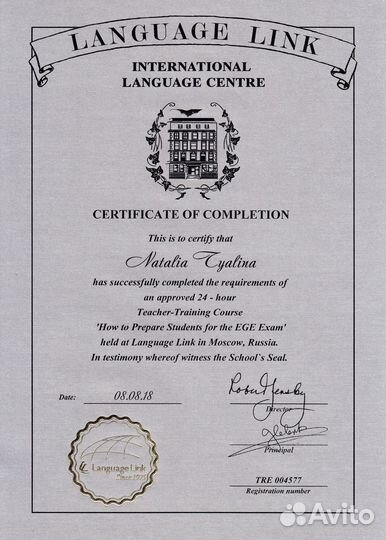 LANGUAGE LINK
INTERNATIONAL
LANGUAGE CENTRE
CERTIFICATE OF COMPLETION
This is to certify that
Natalia Tyalina
has successfully completed the requirements of
an approved 24 - hour
Teacher-Training Course
'How to Prepare Students for the EGE Exam'
held at Language Link in Moscow, Russia.
In testimony whereof witness the School`s Seal.
Date: 08.08.18
Director
Principal
Language Link
TRE 004577
Registration number
Avito